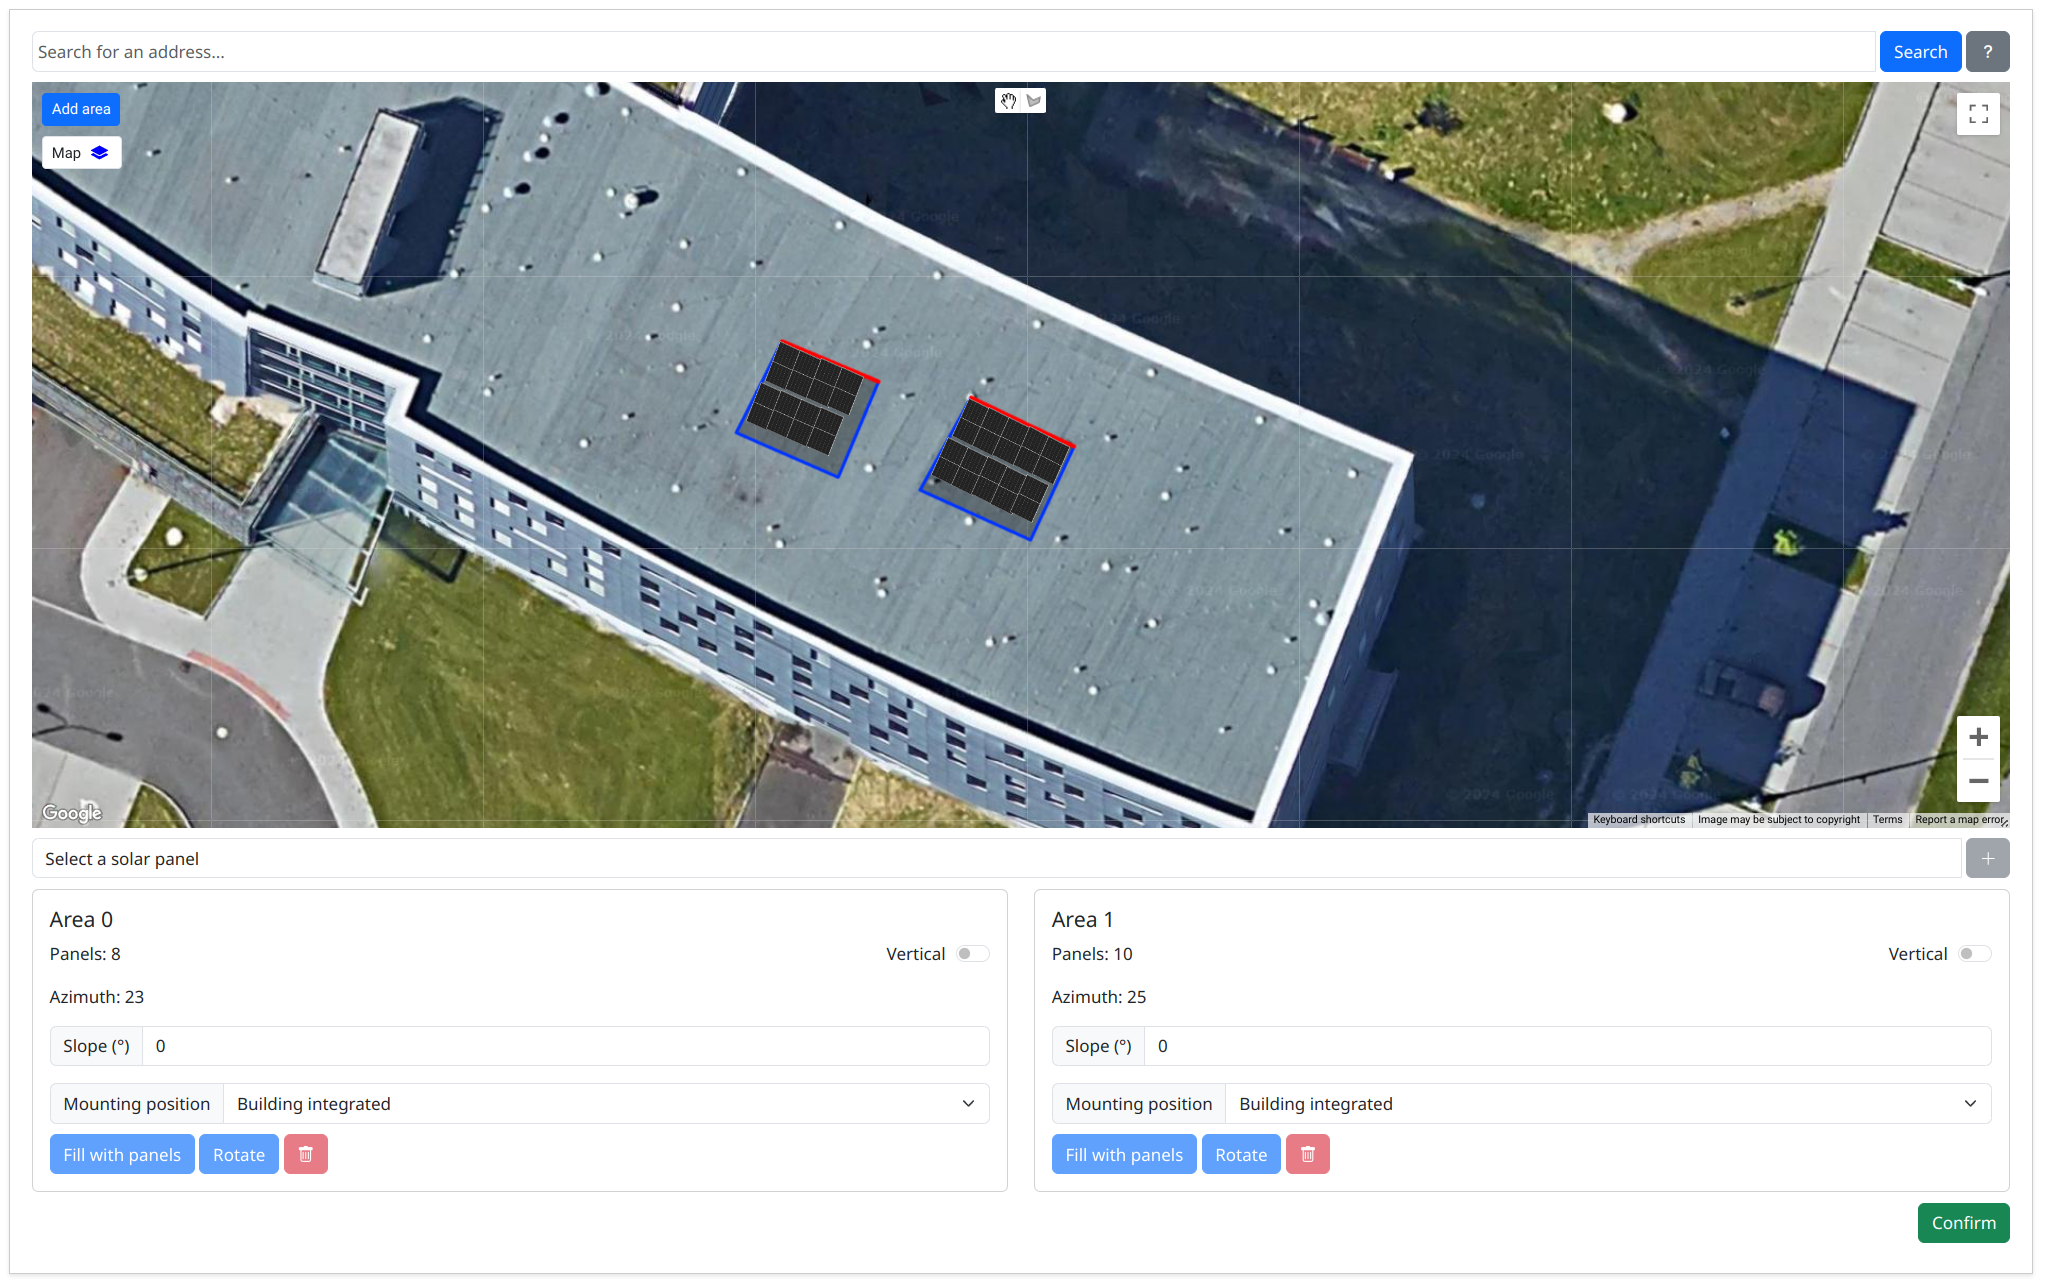 Search for an address...
Search
?
Add area
Map
Google
Keyboard shortcuts
Image may be subject to copyright
Terms
Report a map error
Select a solar panel
+
Area 0
Panels: 8
Vertical
Azimuth: 23
Slope (°)
0
Mounting position
Building integrated
Fill with panels
Rotate
Area 1
Panels: 10
Vertical
Azimuth: 25
Slope (°)
0
Mounting position
Building integrated
Fill with panels
Rotate
Confirm